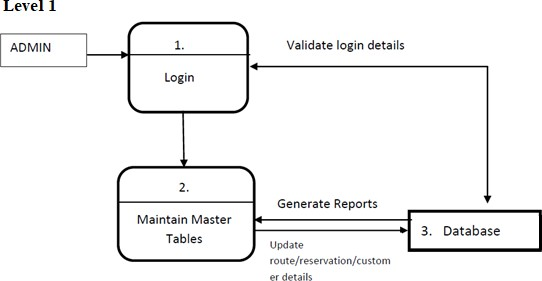 Level 1
ADMIN
1.
Login
Validate login details
2.
Maintain Master
Tables
Generate Reports
3. Database
Update
route/reservation/custom
er details